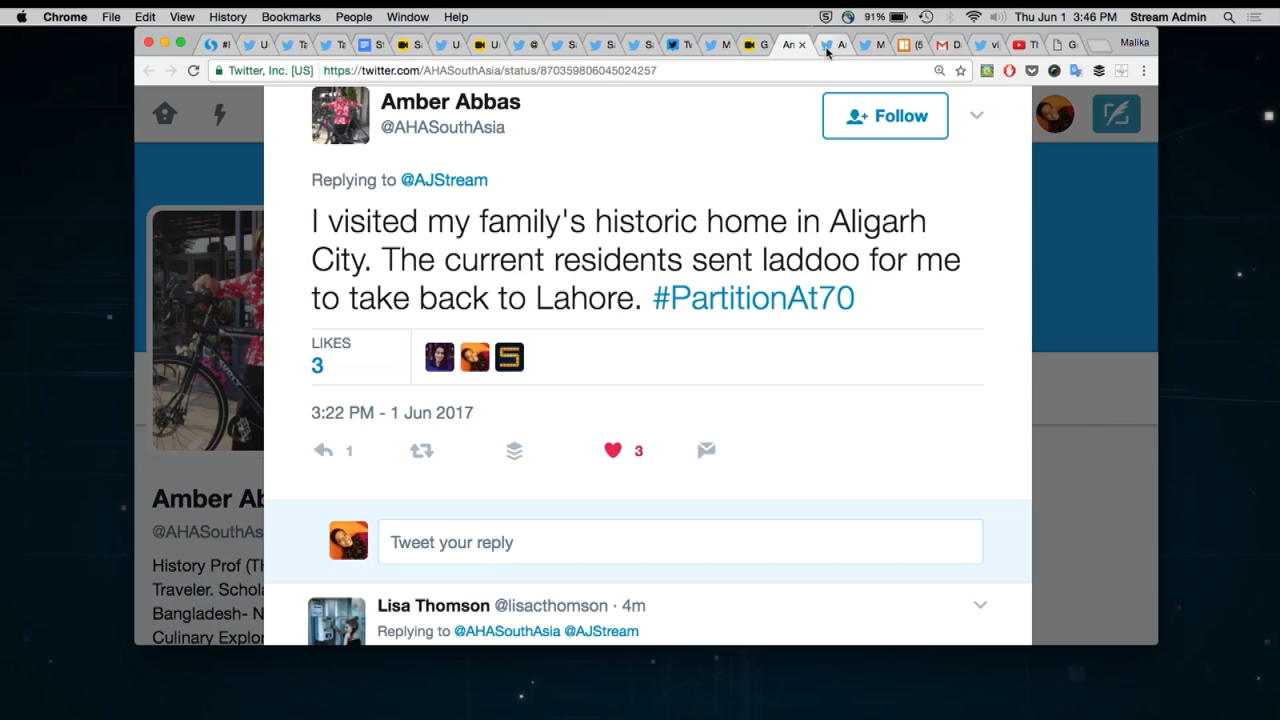 Chrome File Edit View History Bookmarks People Window Help 91% Thu Jun 1 3:46 PM Stream Admin
Malika
Twitter, Inc. [US] https://twitter.com/AHASouthAsia/status/870359806045024257
Amber Abbas
@AHASouthAsia
Follow
Replying to @AJStream
I visited my family's historic home in Aligarh
City. The current residents sent laddoo for me
to take back to Lahore. #PartitionAt70
LIKES
3
3:22 PM - 1 Jun 2017
1 3
Tweet your reply
Lisa Thomson @lisacthomson · 4m
Replying to @AHASouthAsia @AJStream
Amber Ab
@AHASouthAs
History Prof (Th
Traveler. Schola
Bangladesh- N
Culinary Explor